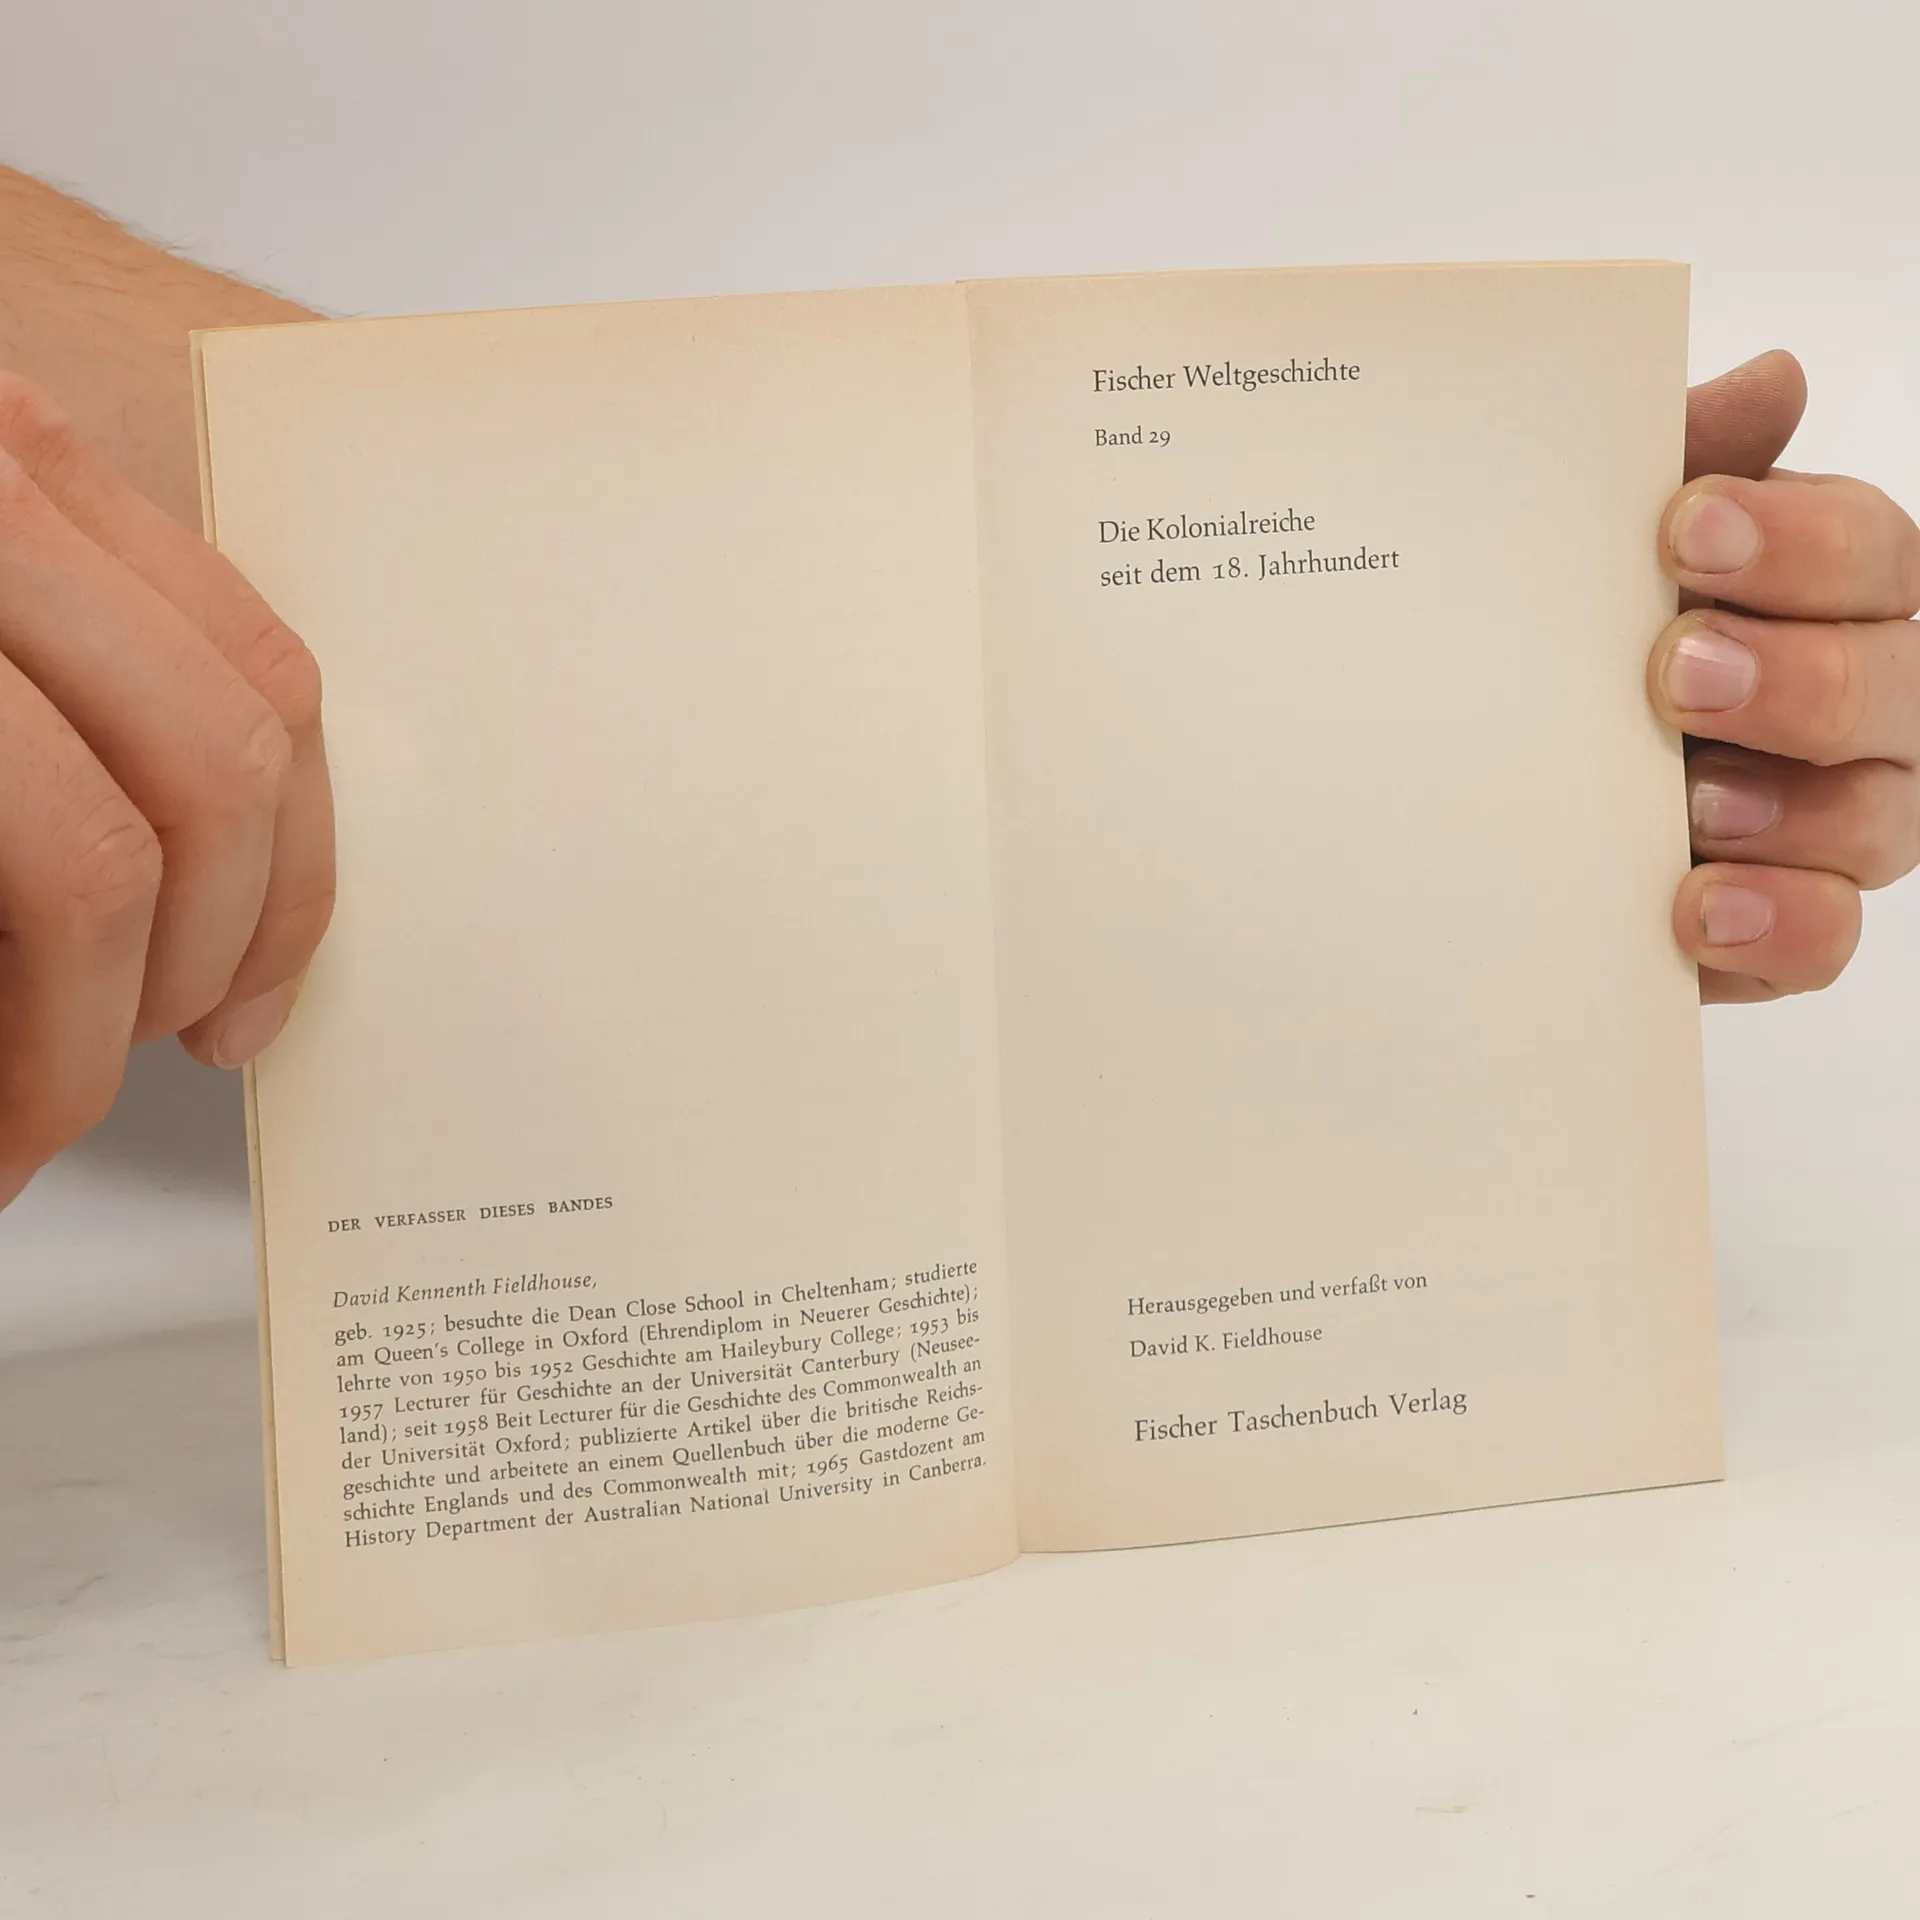 DER VERFASSER DIESES BANDES
David Kennenth Fieldhouse,
geb. 1925; besuchte die Dean Close School in Cheltenham; studierte
am Queen's College in Oxford (Ehrendiplom in Neuerer Geschichte);
lehrte von 1950 bis 1952 Geschichte am Haileybury College; 1953 bis
1957 Lecturer für Geschichte an der Universität Canterbury (Neusee-
land); seit 1958 Beit Lecturer für die Geschichte des Commonwealth an
der Universität Oxford; publizierte Artikel über die britische Reichs-
geschichte und arbeitete an einem Quellenbuch über die moderne Ge-
schichte Englands und des Commonwealth mit; 1965 Gastdozent am
History Department der Australian National University in Canberra.
Fischer Weltgeschichte
Band 29
Die Kolonialreiche
seit dem 18. Jahrhundert
Herausgegeben und verfaßt von
David K. Fieldhouse
Fischer Taschenbuch Verlag